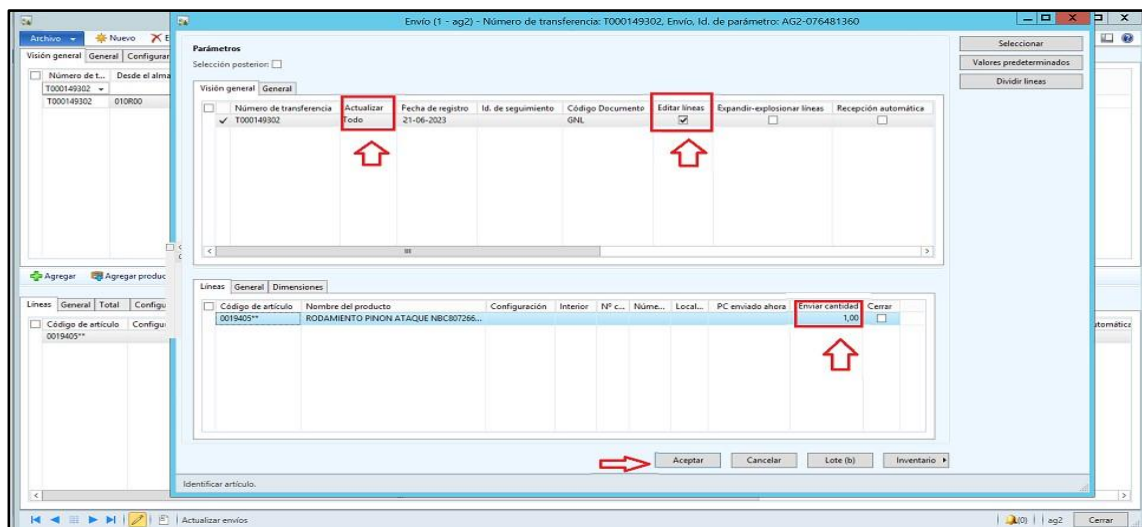 Envío (1 - ag2) - Número de transferencia: T000149302, Envío, Id. de parámetro: AG2-076481360
Archivo Nuevo
Visión general General Configurar
Número de t... Desde el alma
T000149302
T000149302 010R00
Parámetros
Selección posterior:
Seleccionar
Valores predeterminados
Dividir líneas
Visión general General
Número de transferencia Actualizar Fecha de registro Id. de seguimiento Código Documento Editar líneas Expandir-explosionar líneas Recepción automática
T000149302 Todo 21-06-2023 GNL
Agregar Agregar produc
Líneas General Total Configu
Código de artículo Configu
0019405**
utomática
Líneas General Dimensiones
Código de artículo Nombre del producto Configuración Interior Nº c... Núme... Local... PC enviado ahora Enviar cantidad Cerrar
0019405** RODAMIENTO PINON ATAQUE NBC807266... 1,00
Aceptar Cancelar Lote (b) Inventario
Identificar artículo.
Actualizar envíos (0) ag2 Cerrar